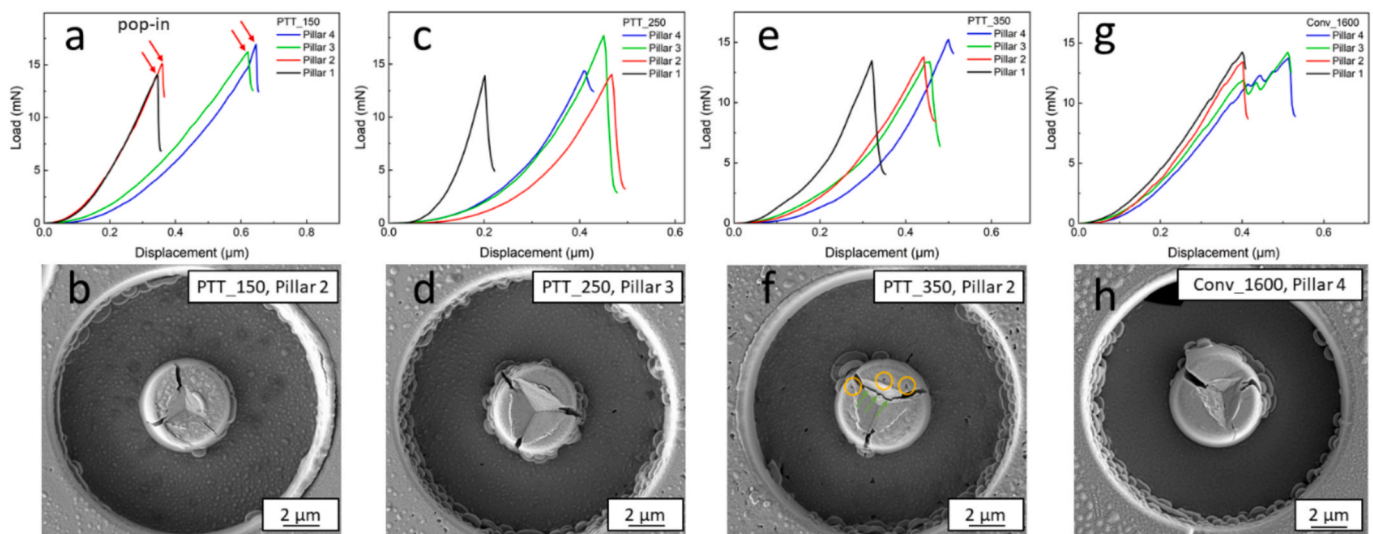 a
pop-in
PTT_150
Pillar 4
Pillar 3
Pillar 2
Pillar 1
Load (mN)
15
10
5
0
0.0 0.2 0.4 0.6 0.8
Displacement (μm)
c
PTT_250
Pillar 4
Pillar 3
Pillar 2
Pillar 1
Load (mN)
15
10
5
0
0.0 0.2 0.4 0.6
Displacement (μm)
e
PTT_350
Pillar 4
Pillar 3
Pillar 2
Pillar 1
Load (mN)
15
10
5
0
0.0 0.2 0.4 0.6
Displacement (μm)
g
Conv_1600
Pillar 4
Pillar 3
Pillar 2
Pillar 1
Load (mN)
15
10
5
0
0.0 0.2 0.4 0.6
Displacement (μm)
b
PTT_150, Pillar 2
2 μm
d
PTT_250, Pillar 3
2 μm
f
PTT_350, Pillar 2
2 μm
h
Conv_1600, Pillar 4
2 μm